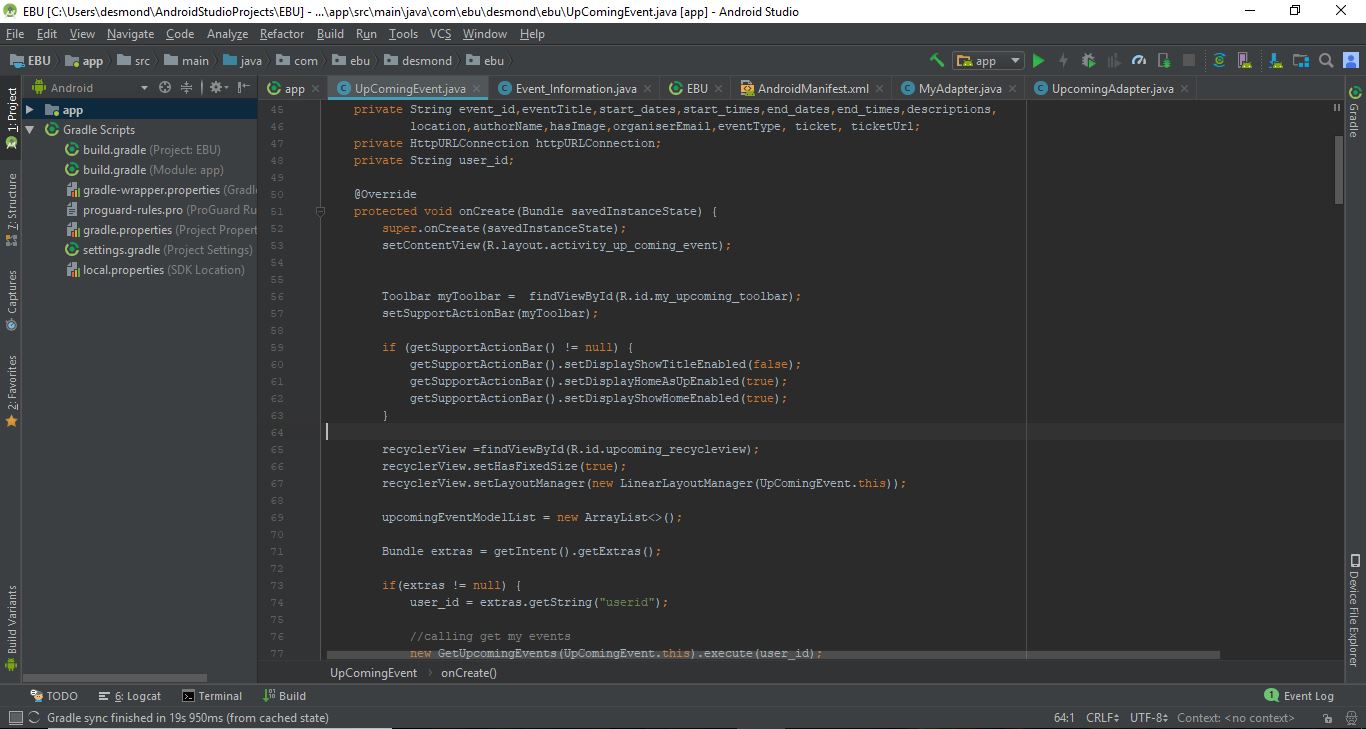 EBU [C:\Users\desmond\AndroidStudioProjects\EBU] - ...\app\src\main\java\com\ebu\desmond\ebu\UpComingEvent.java [app] - Android Studio
File Edit View Navigate Code Analyze Refactor Build Run Tools VCS Window Help
EBU app src main java com ebu desmond ebu app
Android
app UpComingEvent.java Event_Information.java EBU AndroidManifest.xml MyAdapter.java UpcomingAdapter.java
1: Project
7: Structure
Captures
2: Favorites
Build Variants
app
Gradle Scripts
build.gradle (Project: EBU)
build.gradle (Module: app)
gradle-wrapper.properties (Gradl
proguard-rules.pro (ProGuard Ru
gradle.properties (Project Propert
settings.gradle (Project Settings)
local.properties (SDK Location)
45 private String event_id,eventTitle,start_dates,start_times,end_dates,end_times,descriptions,
46 location,authorName,hasImage,organiserEmail,eventType, ticket, ticketUrl;
47 private HttpURLConnection httpURLConnection;
48 private String user_id;
49
50 @Override
51 protected void onCreate(Bundle savedInstanceState) {
52 super.onCreate(savedInstanceState);
53 setContentView(R.layout.activity_up_coming_event);
54
55
56 Toolbar myToolbar =  findViewById(R.id.my_upcoming_toolbar);
57 setSupportActionBar(myToolbar);
58
59 if (getSupportActionBar() != null) {
60 getSupportActionBar().setDisplayShowTitleEnabled(false);
61 getSupportActionBar().setDisplayHomeAsUpEnabled(true);
62 getSupportActionBar().setDisplayShowHomeEnabled(true);
63 }
64
65 recyclerView =findViewById(R.id.upcoming_recycleview);
66 recyclerView.setHasFixedSize(true);
67 recyclerView.setLayoutManager(new LinearLayoutManager(UpComingEvent.this));
68
69 upcomingEventModelList = new ArrayList<>();
70
71 Bundle extras = getIntent().getExtras();
72
73 if(extras != null) {
74 user_id = extras.getString("userid");
75
76 //calling get my events
77 new GetUpcomingEvents(UpComingEvent.this).execute(user_id);
Gradle
Device File Explorer
UpComingEvent onCreate()
TODO 6: Logcat Terminal Build 1 Event Log
Gradle sync finished in 19s 950ms (from cached state) 64:1 CRLF UTF-8 Context: <no context>